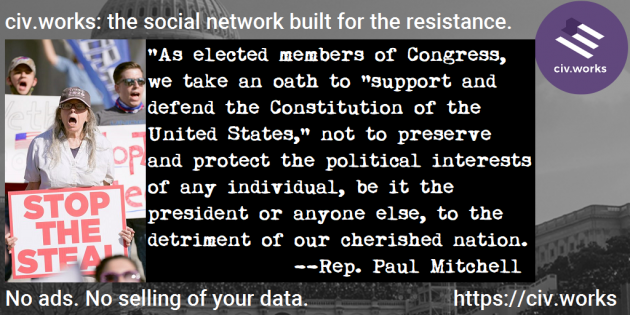 civ.works: the social network built for the resistance.
civ.works
"As elected members of Congress,
we take an oath to "support and
defend the Constitution of the
United States," not to preserve
and protect the political interests
of any individual, be it the
president or anyone else, to the
detriment of our cherished nation.
--Rep. Paul Mitchell
STOP
THE
STEAL
No ads. No selling of your data.
https://civ.works